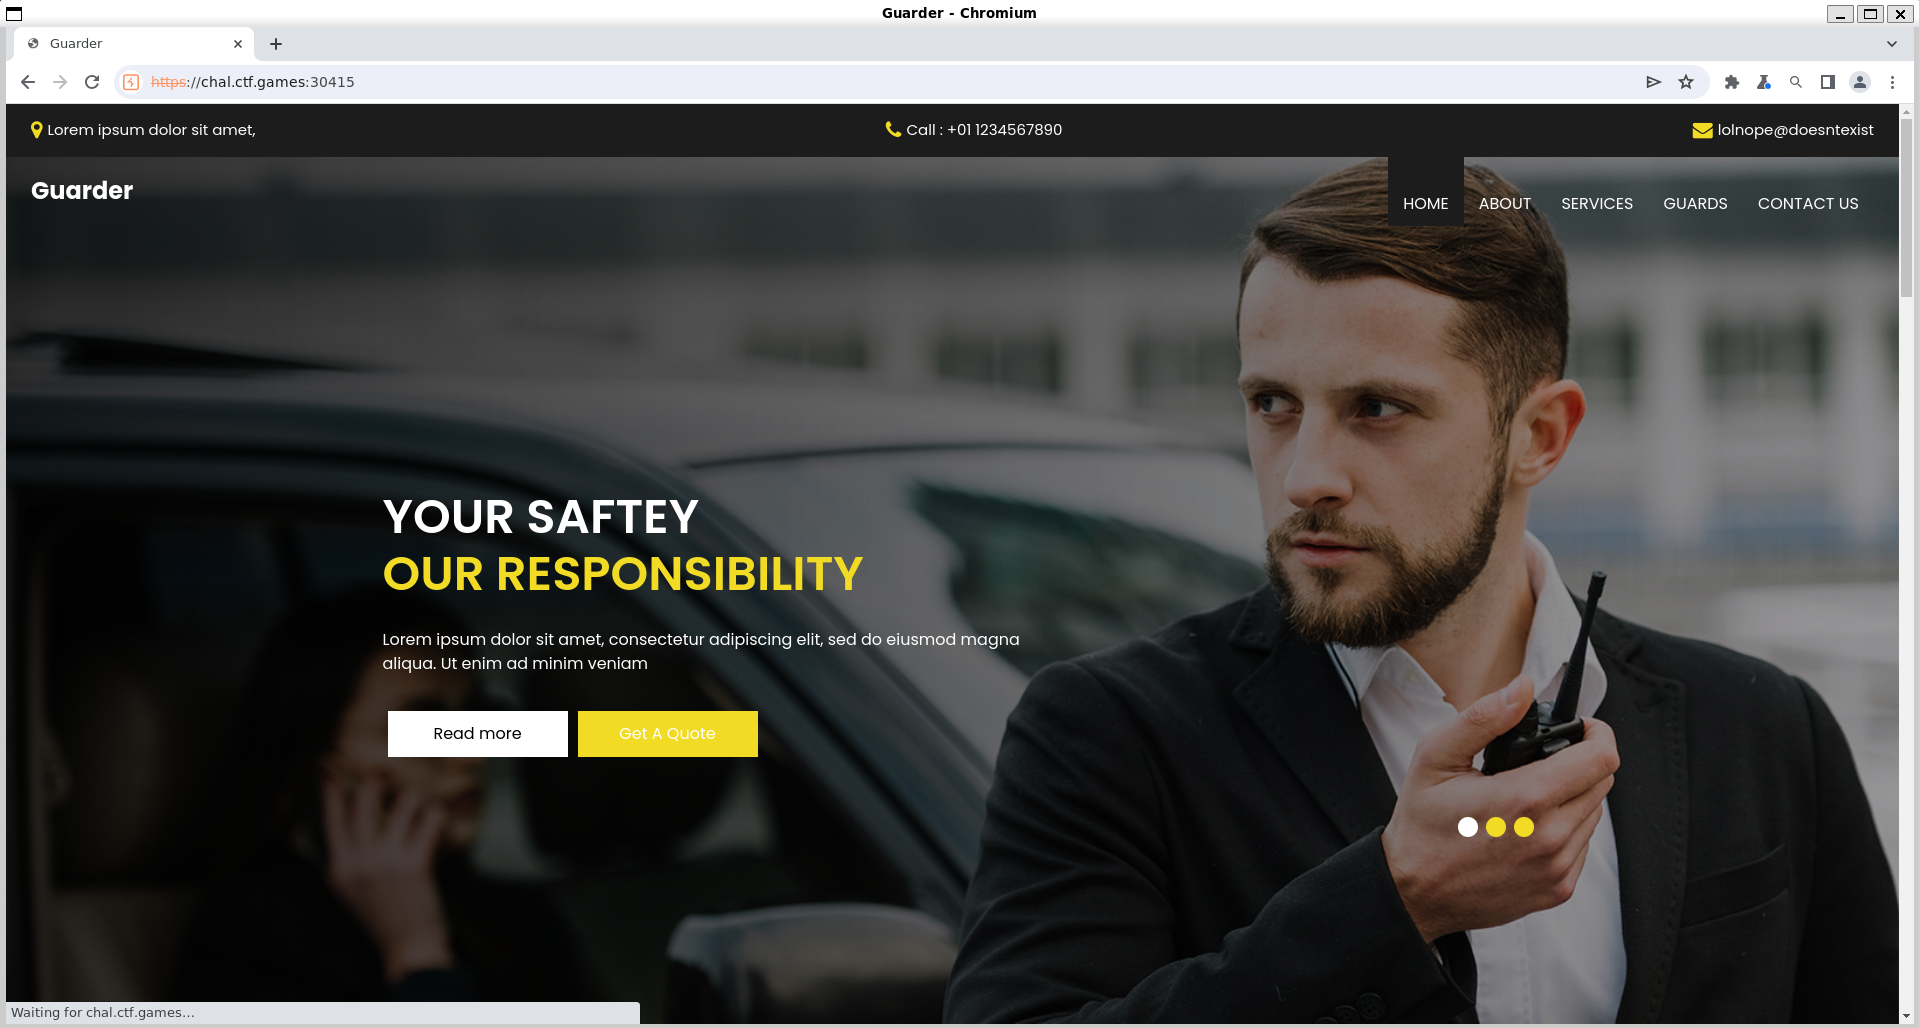 Guarder - Chromium
Guarder
https://chal.ctf.games:30415
Lorem ipsum dolor sit amet,
Call : +01 1234567890
lolnope@doesntexist
Guarder
HOME
ABOUT
SERVICES
GUARDS
CONTACT US
YOUR SAFTEY
OUR RESPONSIBILITY
Lorem ipsum dolor sit amet, consectetur adipiscing elit, sed do eiusmod magna
aliqua. Ut enim ad minim veniam
Read more
Get A Quote
Waiting for chal.ctf.games...